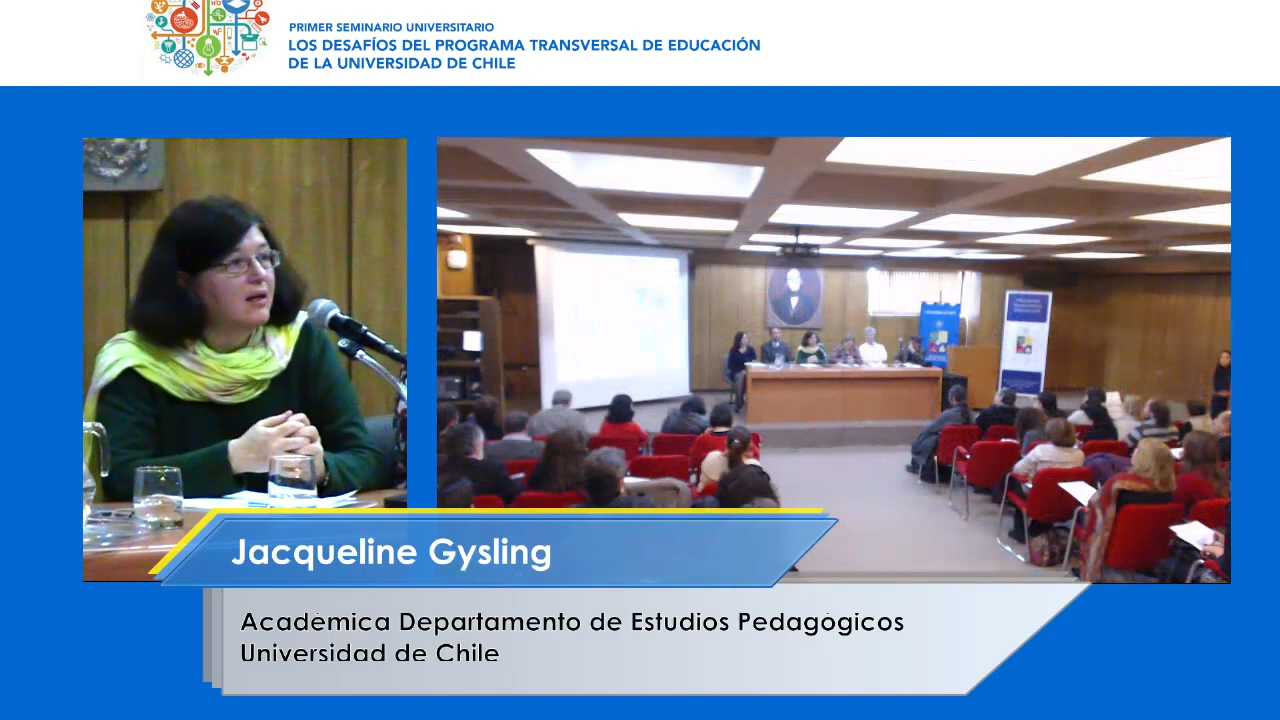 PRIMER SEMINARIO UNIVERSITARIO
LOS DESAFÍOS DEL PROGRAMA TRANSVERSAL DE EDUCACIÓN
DE LA UNIVERSIDAD DE CHILE
Jacqueline Gysling
Académica Departamento de Estudios Pedagógicos
Universidad de Chile